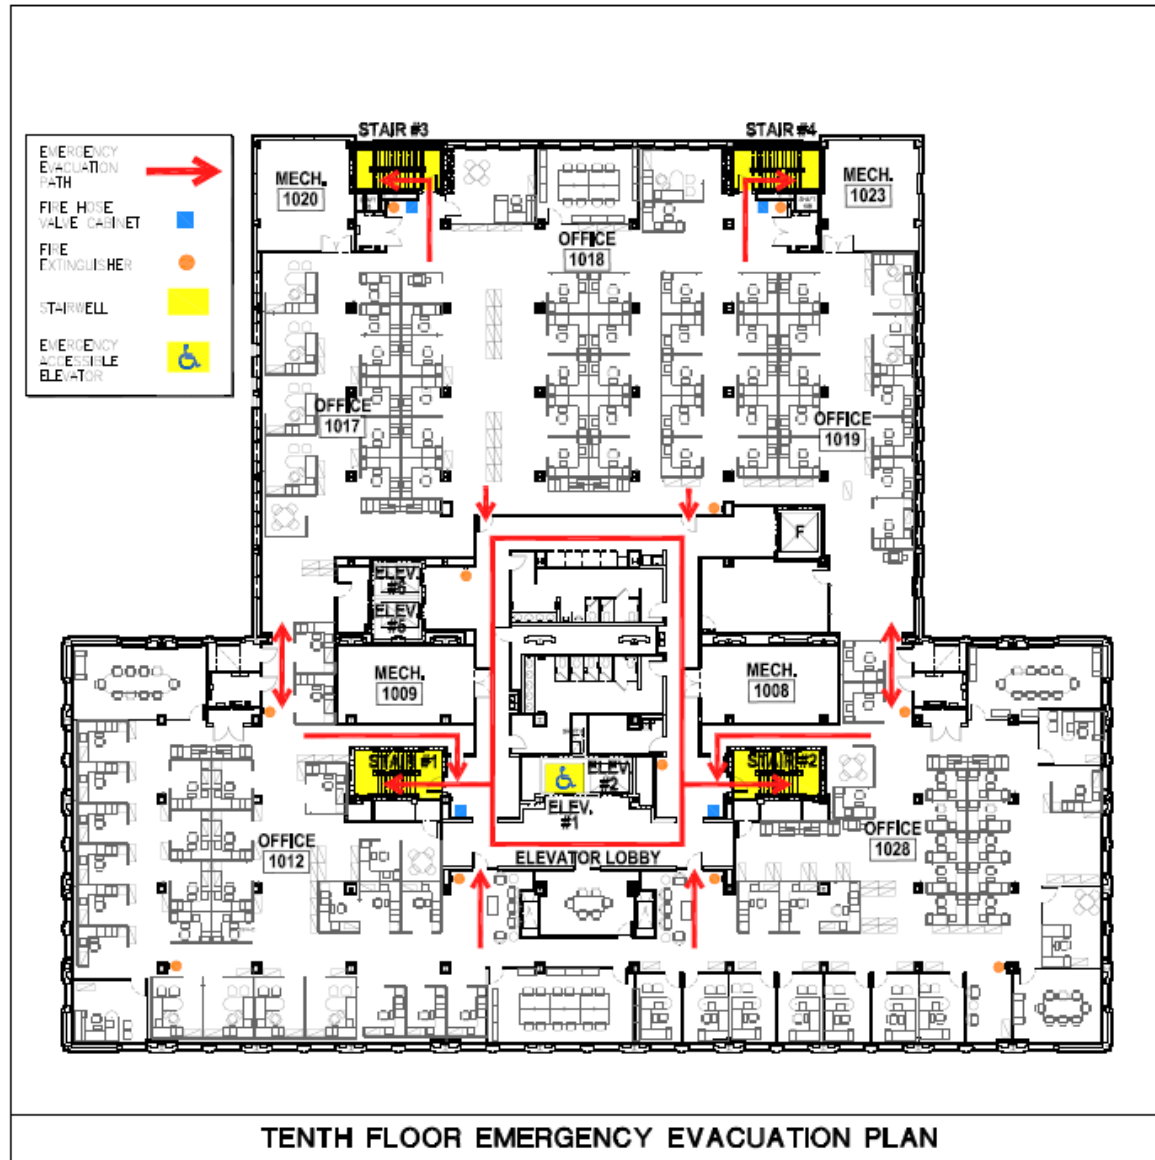 STAIR #3
STAIR #4
EMERGENCY
EVACUATION
PATH
FIRE HOSE
VALVE CABINET
FIRE
EXTINGUISHER
STAIRWELL
EMERGENCY
ACCESSIBLE
ELEVATOR
MECH.
1020
MECH.
1023
OFFICE
1018
OFFICE
1017
OFFICE
1019
F
ELEV.
#6
ELEV.
#5
MECH.
1009
MECH.
1008
STAIR #1
STAIR #2
ELEV.
#2
ELEV.
#1
OFFICE
1012
OFFICE
1028
ELEVATOR LOBBY
TENTH FLOOR EMERGENCY EVACUATION PLAN